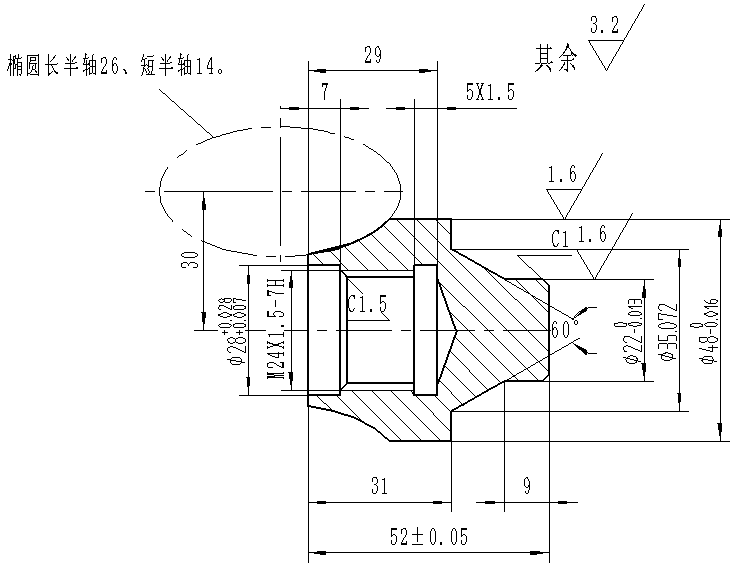 3.2
其余
椭圆长半轴26、短半轴14。
29
7
5X1.5
1.6
C1
1.6
30
φ28+0.028+0.007
M24X1.5-7H
C1.5
60°
φ22 0-0.013
φ35.072
φ48 0-0.016
31
9
52±0.05